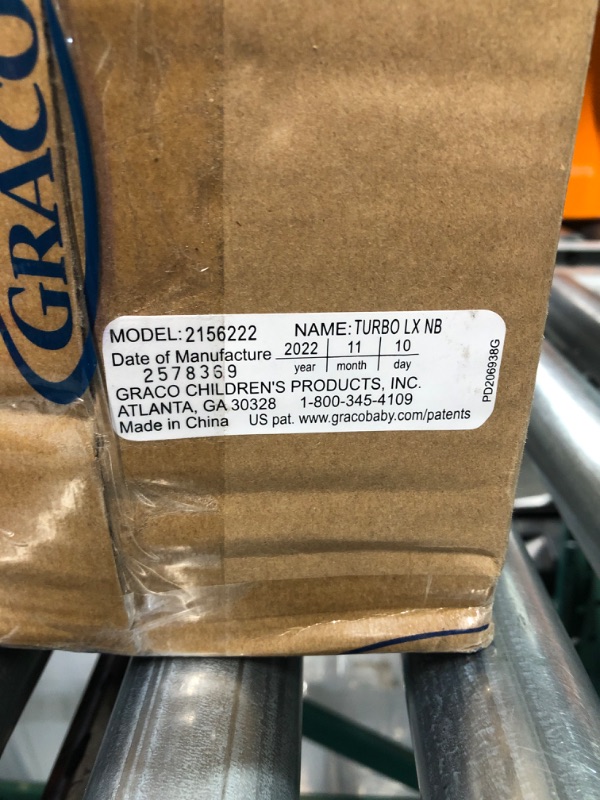 GRACO
MODEL: 2156222 NAME: TURBO LX NB
Date of Manufacture 2022 11 10
2578369 year month day
GRACO CHILDREN'S PRODUCTS, INC.
ATLANTA, GA 30328 1-800-345-4109
Made in China US pat. www.gracobaby.com/patents
PD206938G